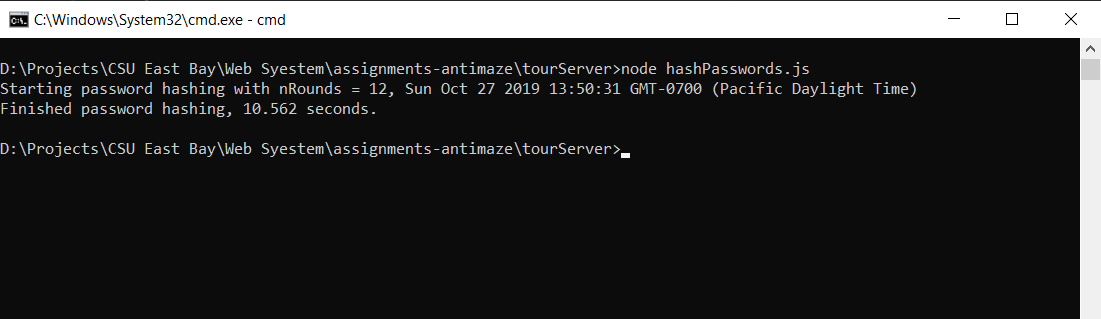 C:\Windows\System32\cmd.exe - cmd
D:\Projects\CSU East Bay\Web Syestem\assignments-antimaze\tourServer>node hashPasswords.js
Starting password hashing with nRounds = 12, Sun Oct 27 2019 13:50:31 GMT-0700 (Pacific Daylight Time)
Finished password hashing, 10.562 seconds.
D:\Projects\CSU East Bay\Web Syestem\assignments-antimaze\tourServer>